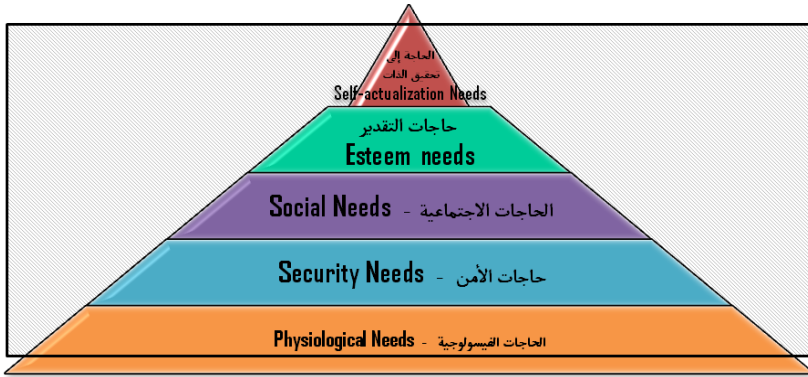 الحاجة إلى
تحقيق الذات
Self-actualization Needs
حاجات التقدير
Esteem needs
Social Needs - الحاجات الاجتماعية
Security Needs - حاجات الأمن
Physiological Needs - الحاجات الفيسولوجية